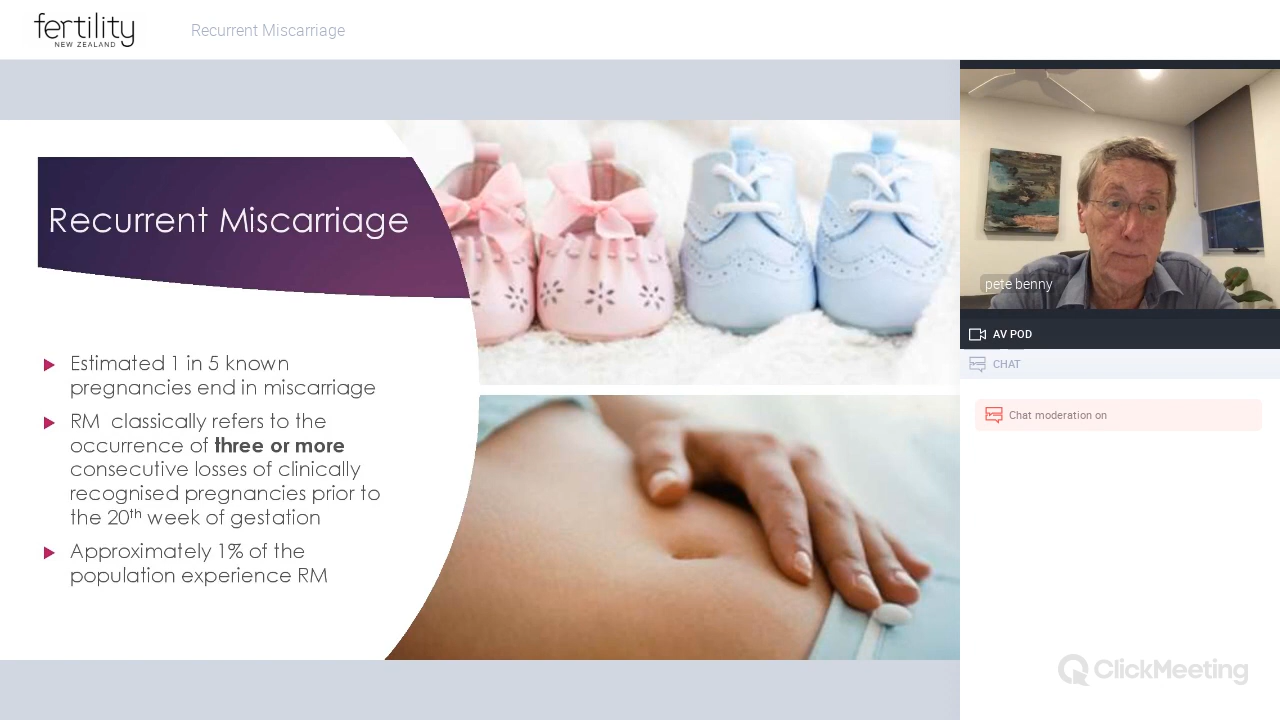 fertility
NEW ZEALAND
Recurrent Miscarriage
Recurrent Miscarriage
Estimated 1 in 5 known
pregnancies end in miscarriage
RM classically refers to the
occurrence of three or more
consecutive losses of clinically
recognised pregnancies prior to
the 20th week of gestation
Approximately 1% of the
population experience RM
pete benny
AV POD
CHAT
Chat moderation on
ClickMeeting